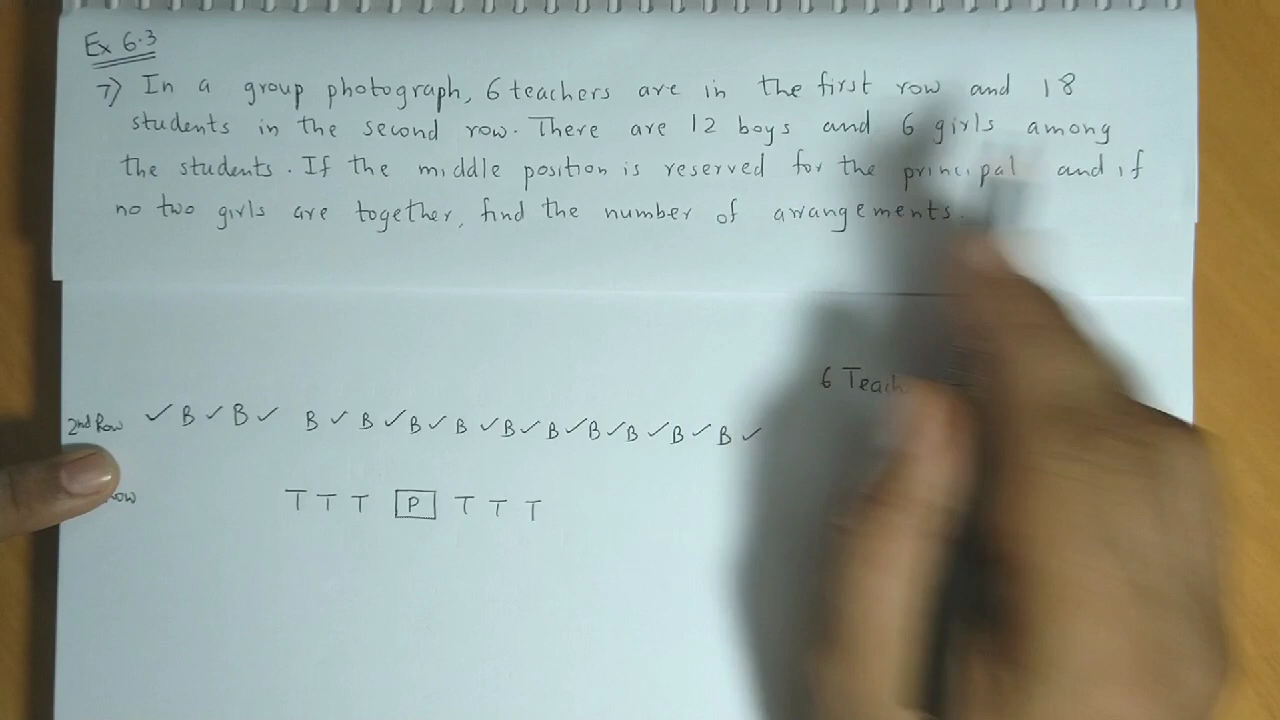 Ex 6.3
7) In a group photograph, 6 teachers are in the first row and 18
students in the second row. There are 12 boys and 6 girls among
the students. If the middle position is reserved for the principal and if
no two girls are together, find the number of arrangements.
6 Teach
2nd Row ✓ B ✓ B ✓ B ✓ B ✓ B ✓ B ✓ B ✓ B ✓ B ✓ B ✓ B ✓ B ✓
T T T P T T T